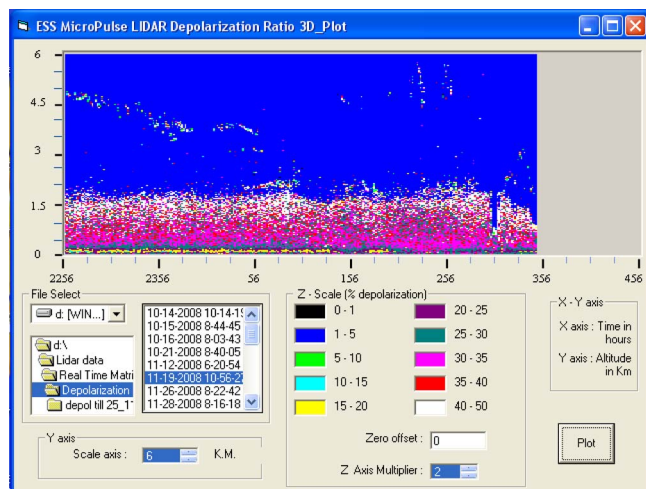 ESS MicroPulse LIDAR Depolarization Ratio 3D_Plot
6
4.5
3
1.5
0
2256 2356 56 156 256 356 456
File Select
d: [WIN...]
d:\
Lidar data
Real Time Matri
Depolarization
depol till 25_1
10-14-2008 10-14-1
10-15-2008 8-44-45
10-16-2008 8-03-43
10-21-2008 8-40-05
11-12-2008 6-20-54
11-19-2008 10-56-2
11-26-2008 8-22-42
11-28-2008 8-16-18
Z - Scale (% depolarization)
0 - 1 20 - 25
1 - 5 25 - 30
5 - 10 30 - 35
10 - 15 35 - 40
15 - 20 40 - 50
Zero offset : 0
Z Axis Multiplier : 2
X - Y axis
X axis : Time in
hours
Y axis : Altitude
in Km
Y axis
Scale axis : 6 K.M.
Plot